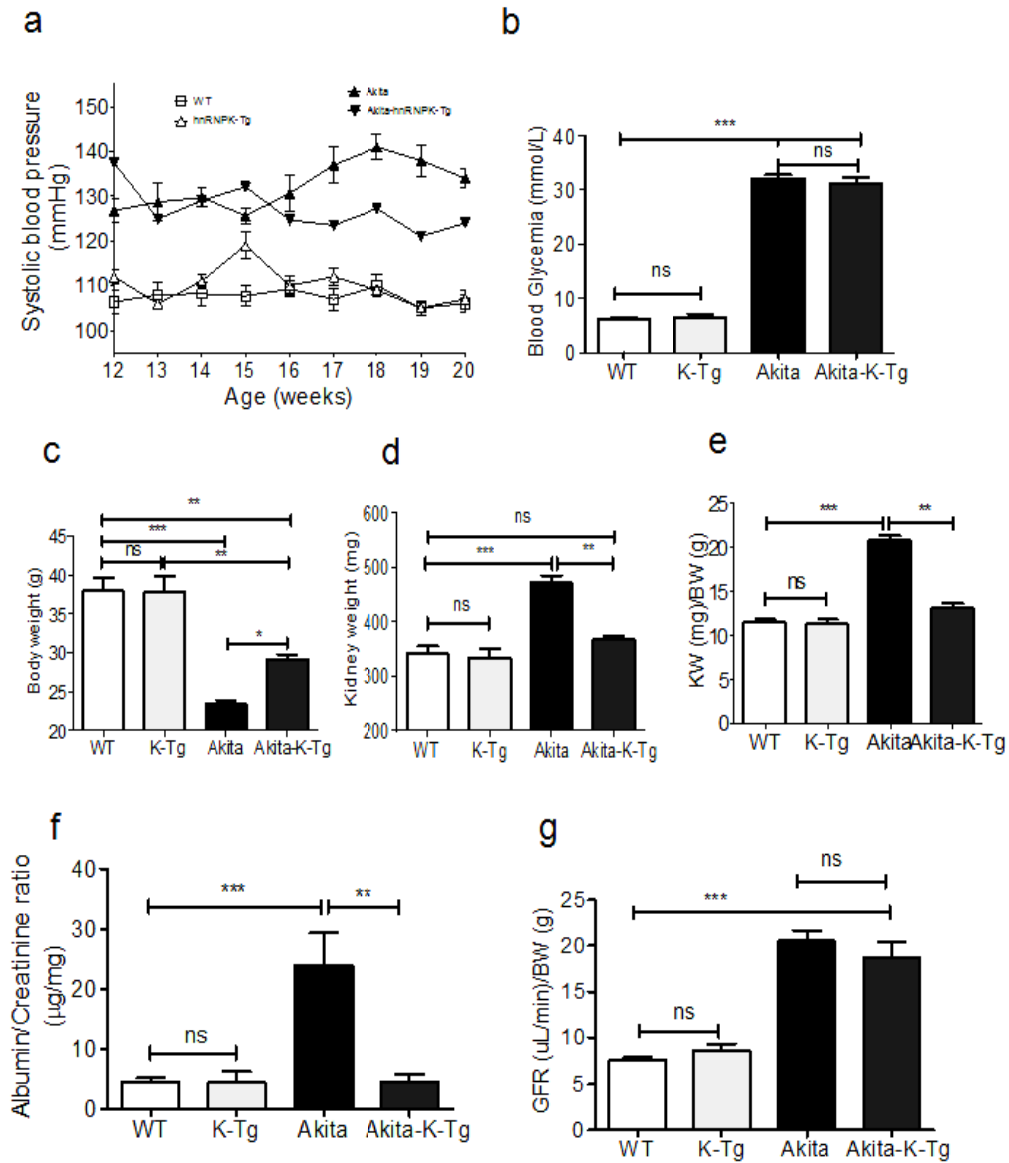 a
Systolic blood pressure
(mmHg)
150
140
130
120
110
100
WT
hnRNPK-Tg
Akita
Akita-hnRNPK-Tg
12 13 14 15 16 17 18 19 20
Age (weeks)
b
Blood Glycemia (mmol/L)
40
30
20
10
0
***
ns
ns
WT K-Tg Akita Akita-K-Tg
c
Body weight (g)
45
40
35
30
25
20
**
***
ns **
*
WT K-Tg Akita Akita-K-Tg
d
Kidney weight (mg)
600
500
400
300
200
ns
*** **
ns
WT K-Tg Akita Akita-K-Tg
e
KW (mg)/BW (g)
25
20
15
10
5
0
*** **
ns
WT K-Tg Akita Akita-K-Tg
f
Albumin/Creatinine ratio
(µg/mg)
40
30
20
10
0
*** **
ns
WT K-Tg Akita Akita-K-Tg
g
GFR (uL/min)/BW (g)
25
20
15
10
5
0
ns
***
ns
WT K-Tg Akita Akita-K-Tg